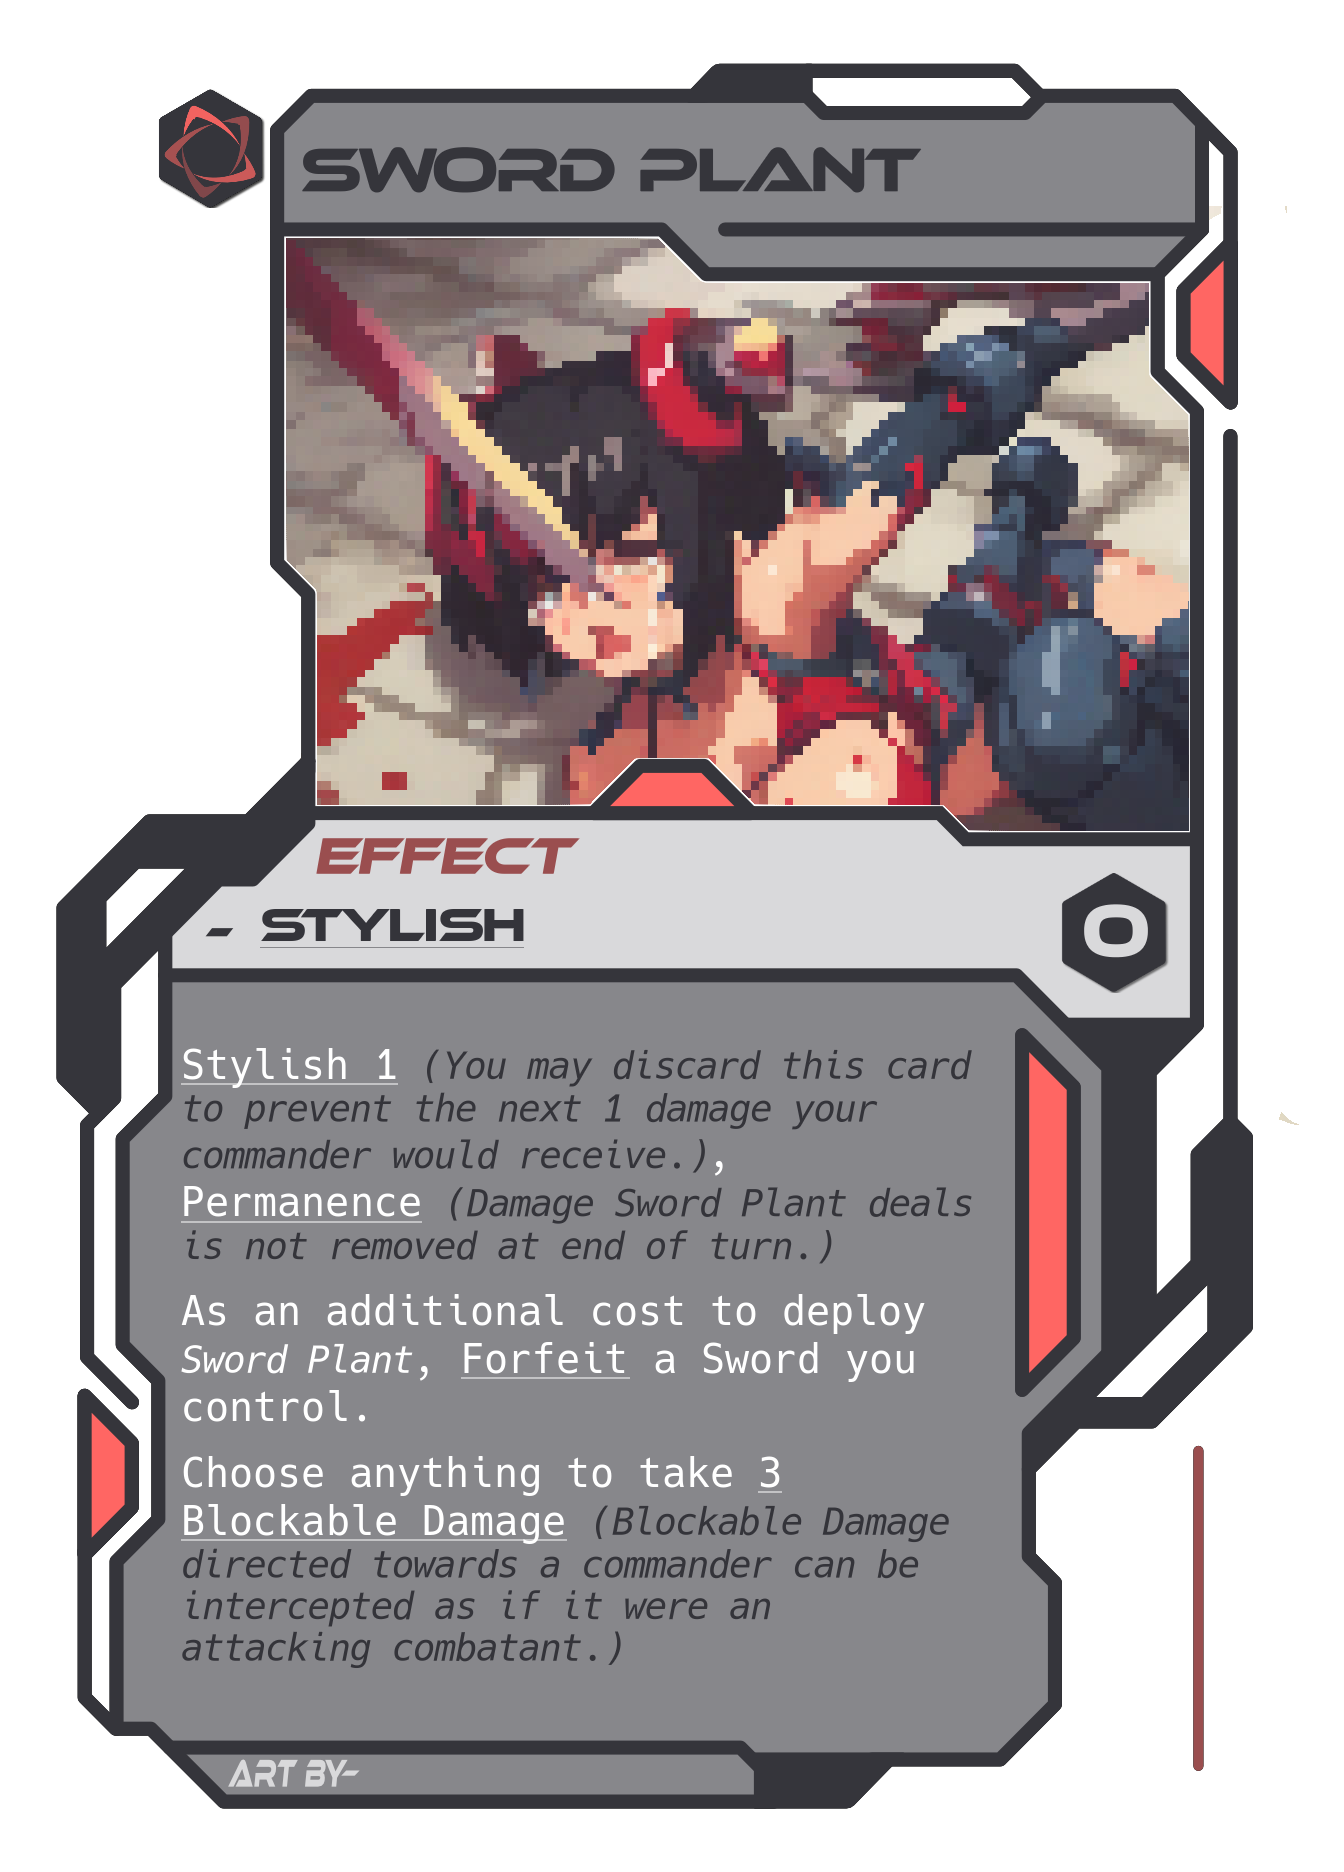 SWORD PLANT
EFFECT
- STYLISH
0
Stylish 1 (You may discard this card
to prevent the next 1 damage your
commander would receive.),
Permanence (Damage Sword Plant deals
is not removed at end of turn.)
As an additional cost to deploy
Sword Plant, Forfeit a Sword you
control.
Choose anything to take 3
Blockable Damage (Blockable Damage
directed towards a commander can be
intercepted as if it were an
attacking combatant.)
ART BY-